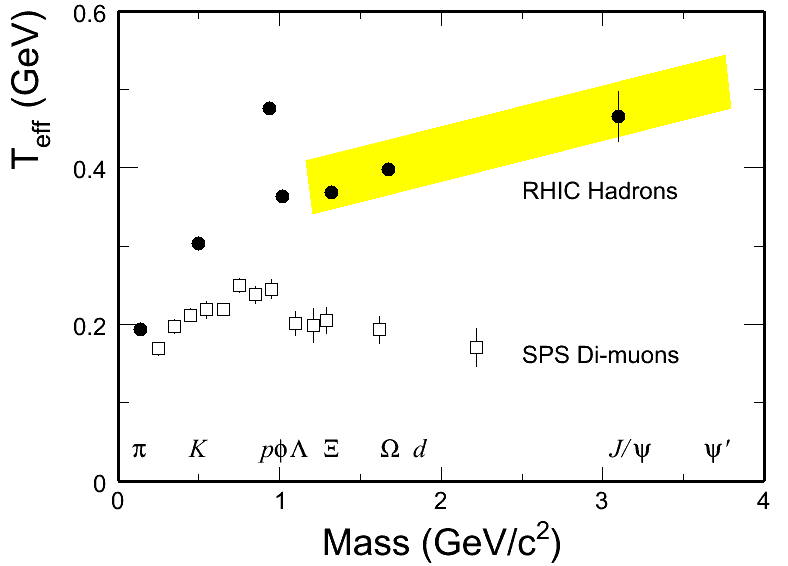 T_eff (GeV)
0.6
0.4
0.2
0
RHIC Hadrons
SPS Di-muons
π K pϕΛ Ξ Ω d J/ψ ψ′
0 1 2 3 4
Mass (GeV/c²)